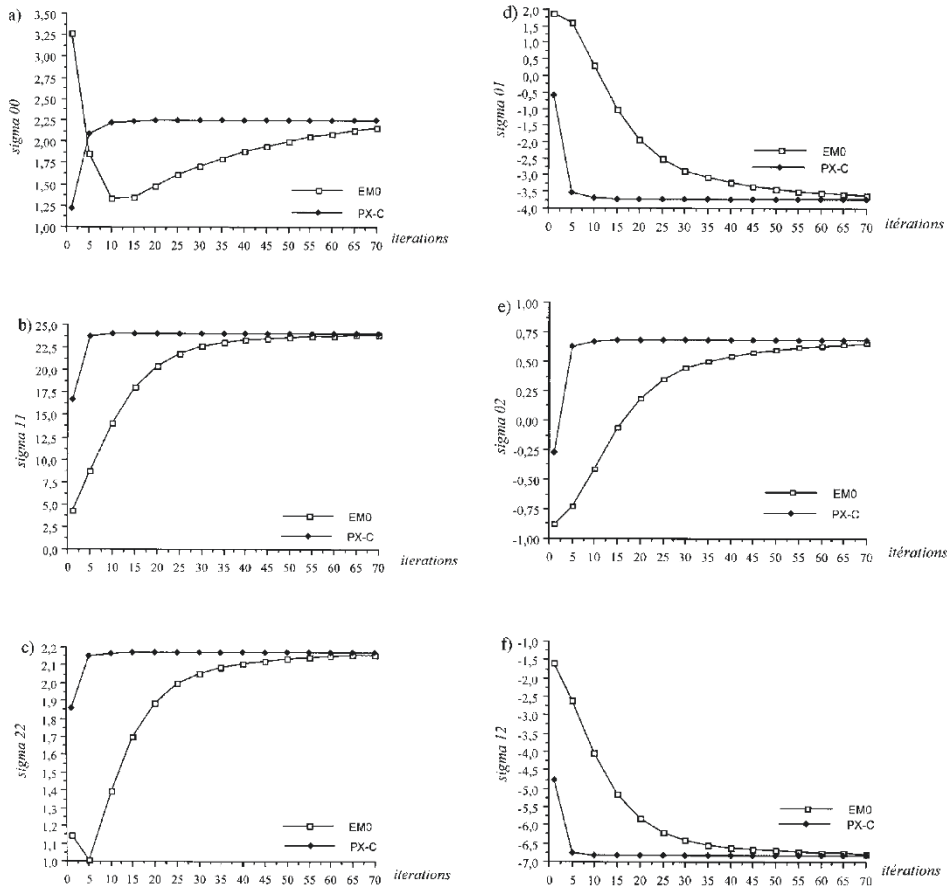 a)
3,50
3,25
3,00
2,75
2,50
2,25
2,00
1,75
1,50
1,25
1,00
sigma 00
EM0
PX-C
0 5 10 15 20 25 30 35 40 45 50 55 60 65 70
iterations
d)
2,0
1,5
1,0
0,5
0,0
-0,5
-1,0
-1,5
-2,0
-2,5
-3,0
-3,5
-4,0
sigma 01
EM0
PX-C
0 5 10 15 20 25 30 35 40 45 50 55 60 65 70
itérations
b)
25,0
22,5
20,0
17,5
15,0
12,5
10,0
7,5
5,0
2,5
0,0
sigma 11
EM0
PX-C
0 5 10 15 20 25 30 35 40 45 50 55 60 65 70
iterations
e)
1,00
0,75
0,50
0,25
0,00
-0,25
-0,50
-0,75
-1,00
sigma 02
EM0
PX-C
0 5 10 15 20 25 30 35 40 45 50 55 60 65 70
itérations
c)
2,2
2,1
2,0
1,9
1,8
1,7
1,6
1,5
1,4
1,3
1,2
1,1
1,0
sigma 22
EM0
PX-C
0 5 10 15 20 25 30 35 40 45 50 55 60 65 70
iterations
f)
-1,0
-1,5
-2,0
-2,5
-3,0
-3,5
-4,0
-4,5
-5,0
-5,5
-6,0
-6,5
-7,0
sigma 12
EM0
PX-C
0 5 10 15 20 25 30 35 40 45 50 55 60 65 70
itérations